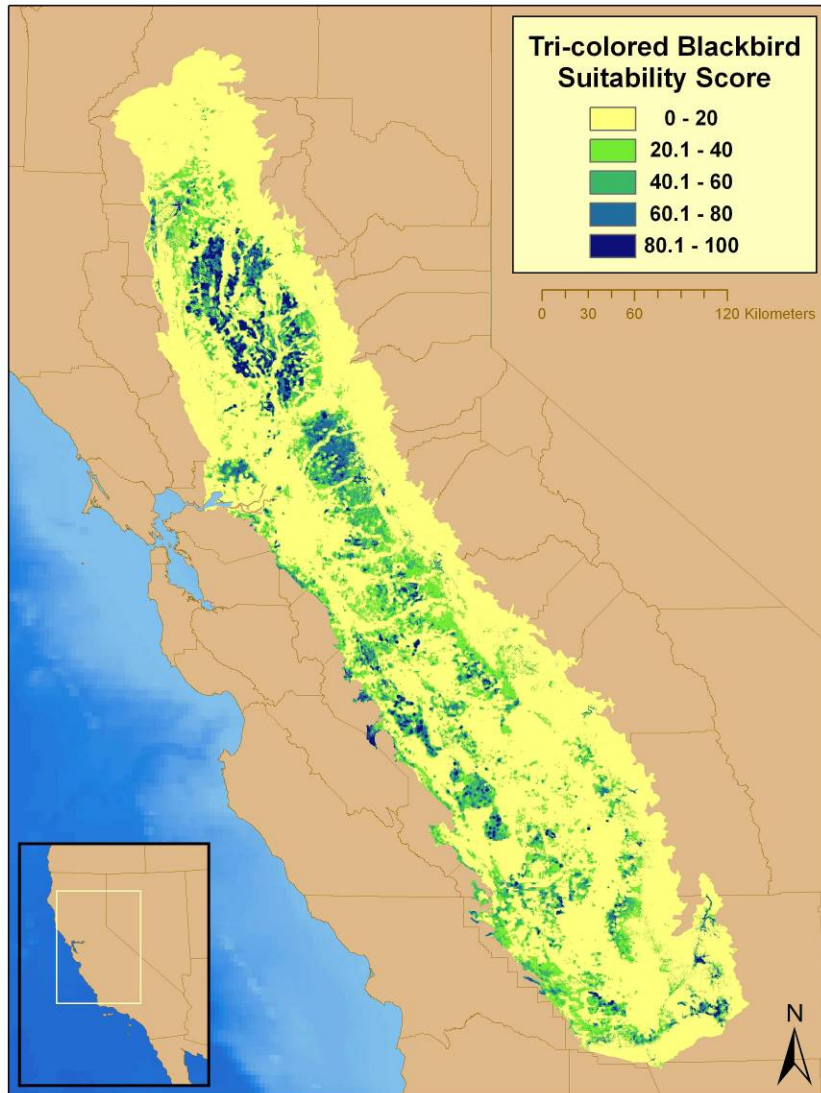 Tri-colored Blackbird
Suitability Score
0 - 20
20.1 - 40
40.1 - 60
60.1 - 80
80.1 - 100
0 30 60 120 Kilometers
N